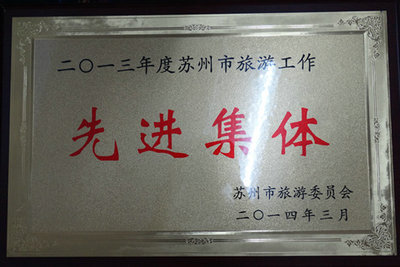 二〇一三年度苏州市旅游工作
先进集体
苏州市旅游委员会
二〇一四年三月